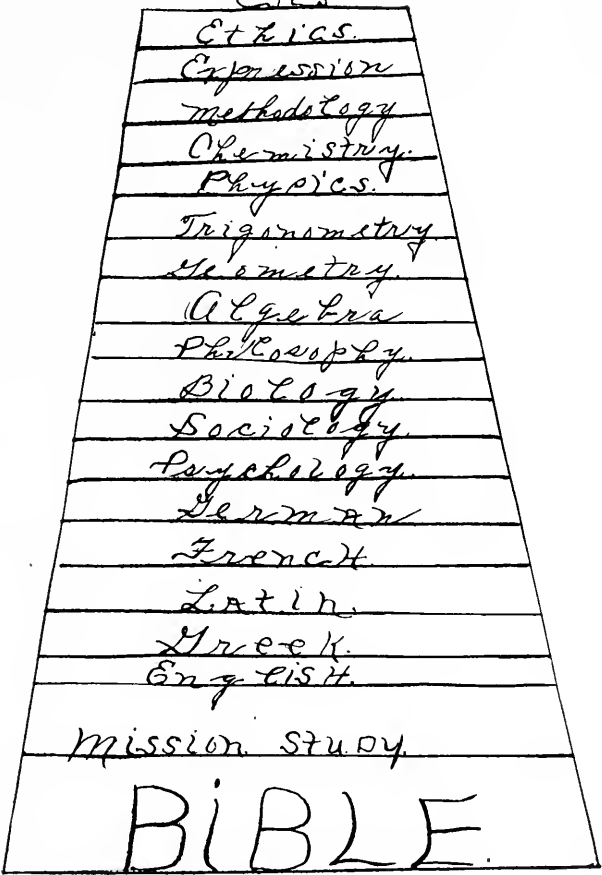 Ethics.
Expression
Methodology
Chemistry.
Physics.
Trigonometry
Geometry.
Algebra
Philosophy.
Biology.
Sociology.
Psychology.
German
French.
Latin.
Greek.
English.
Mission Study.
BiBLE.